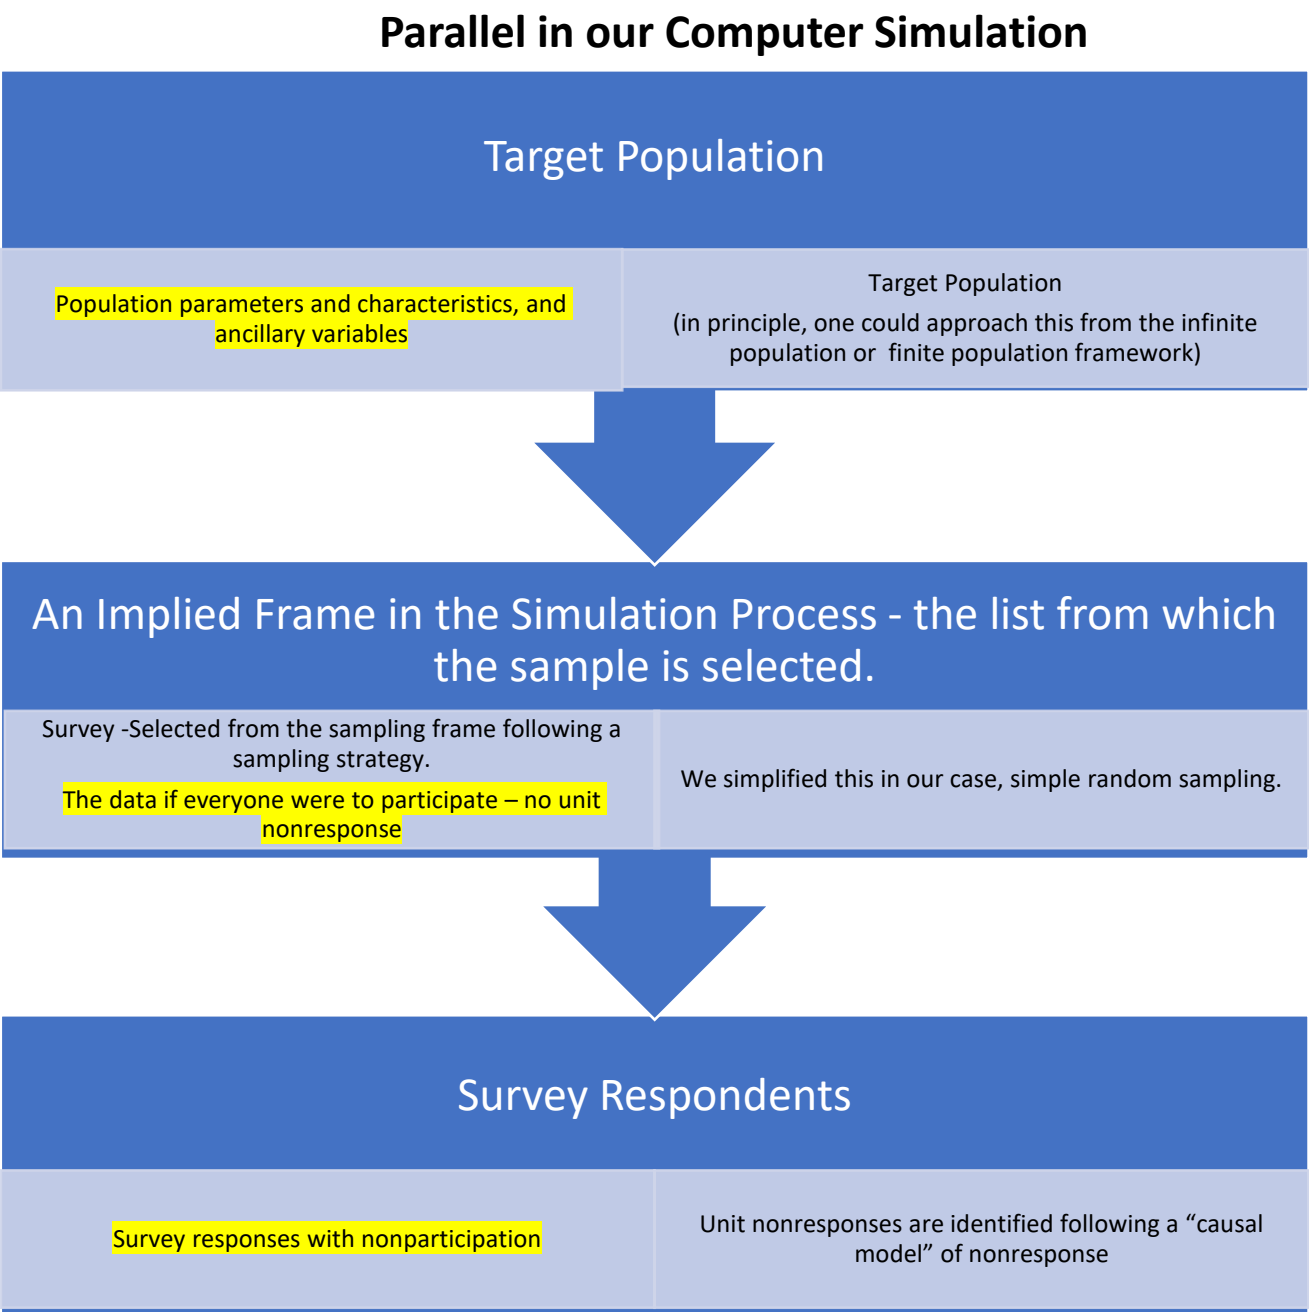 Parallel in our Computer Simulation
Target Population
Population parameters and characteristics, and
ancillary variables
Target Population
(in principle, one could approach this from the infinite
population or  finite population framework)
An Implied Frame in the Simulation Process - the list from which
the sample is selected.
Survey -Selected from the sampling frame following a
sampling strategy.
The data if everyone were to participate – no unit
nonresponse
We simplified this in our case, simple random sampling.
Survey Respondents
Survey responses with nonparticipation
Unit nonresponses are identified following a “causal
model” of nonresponse